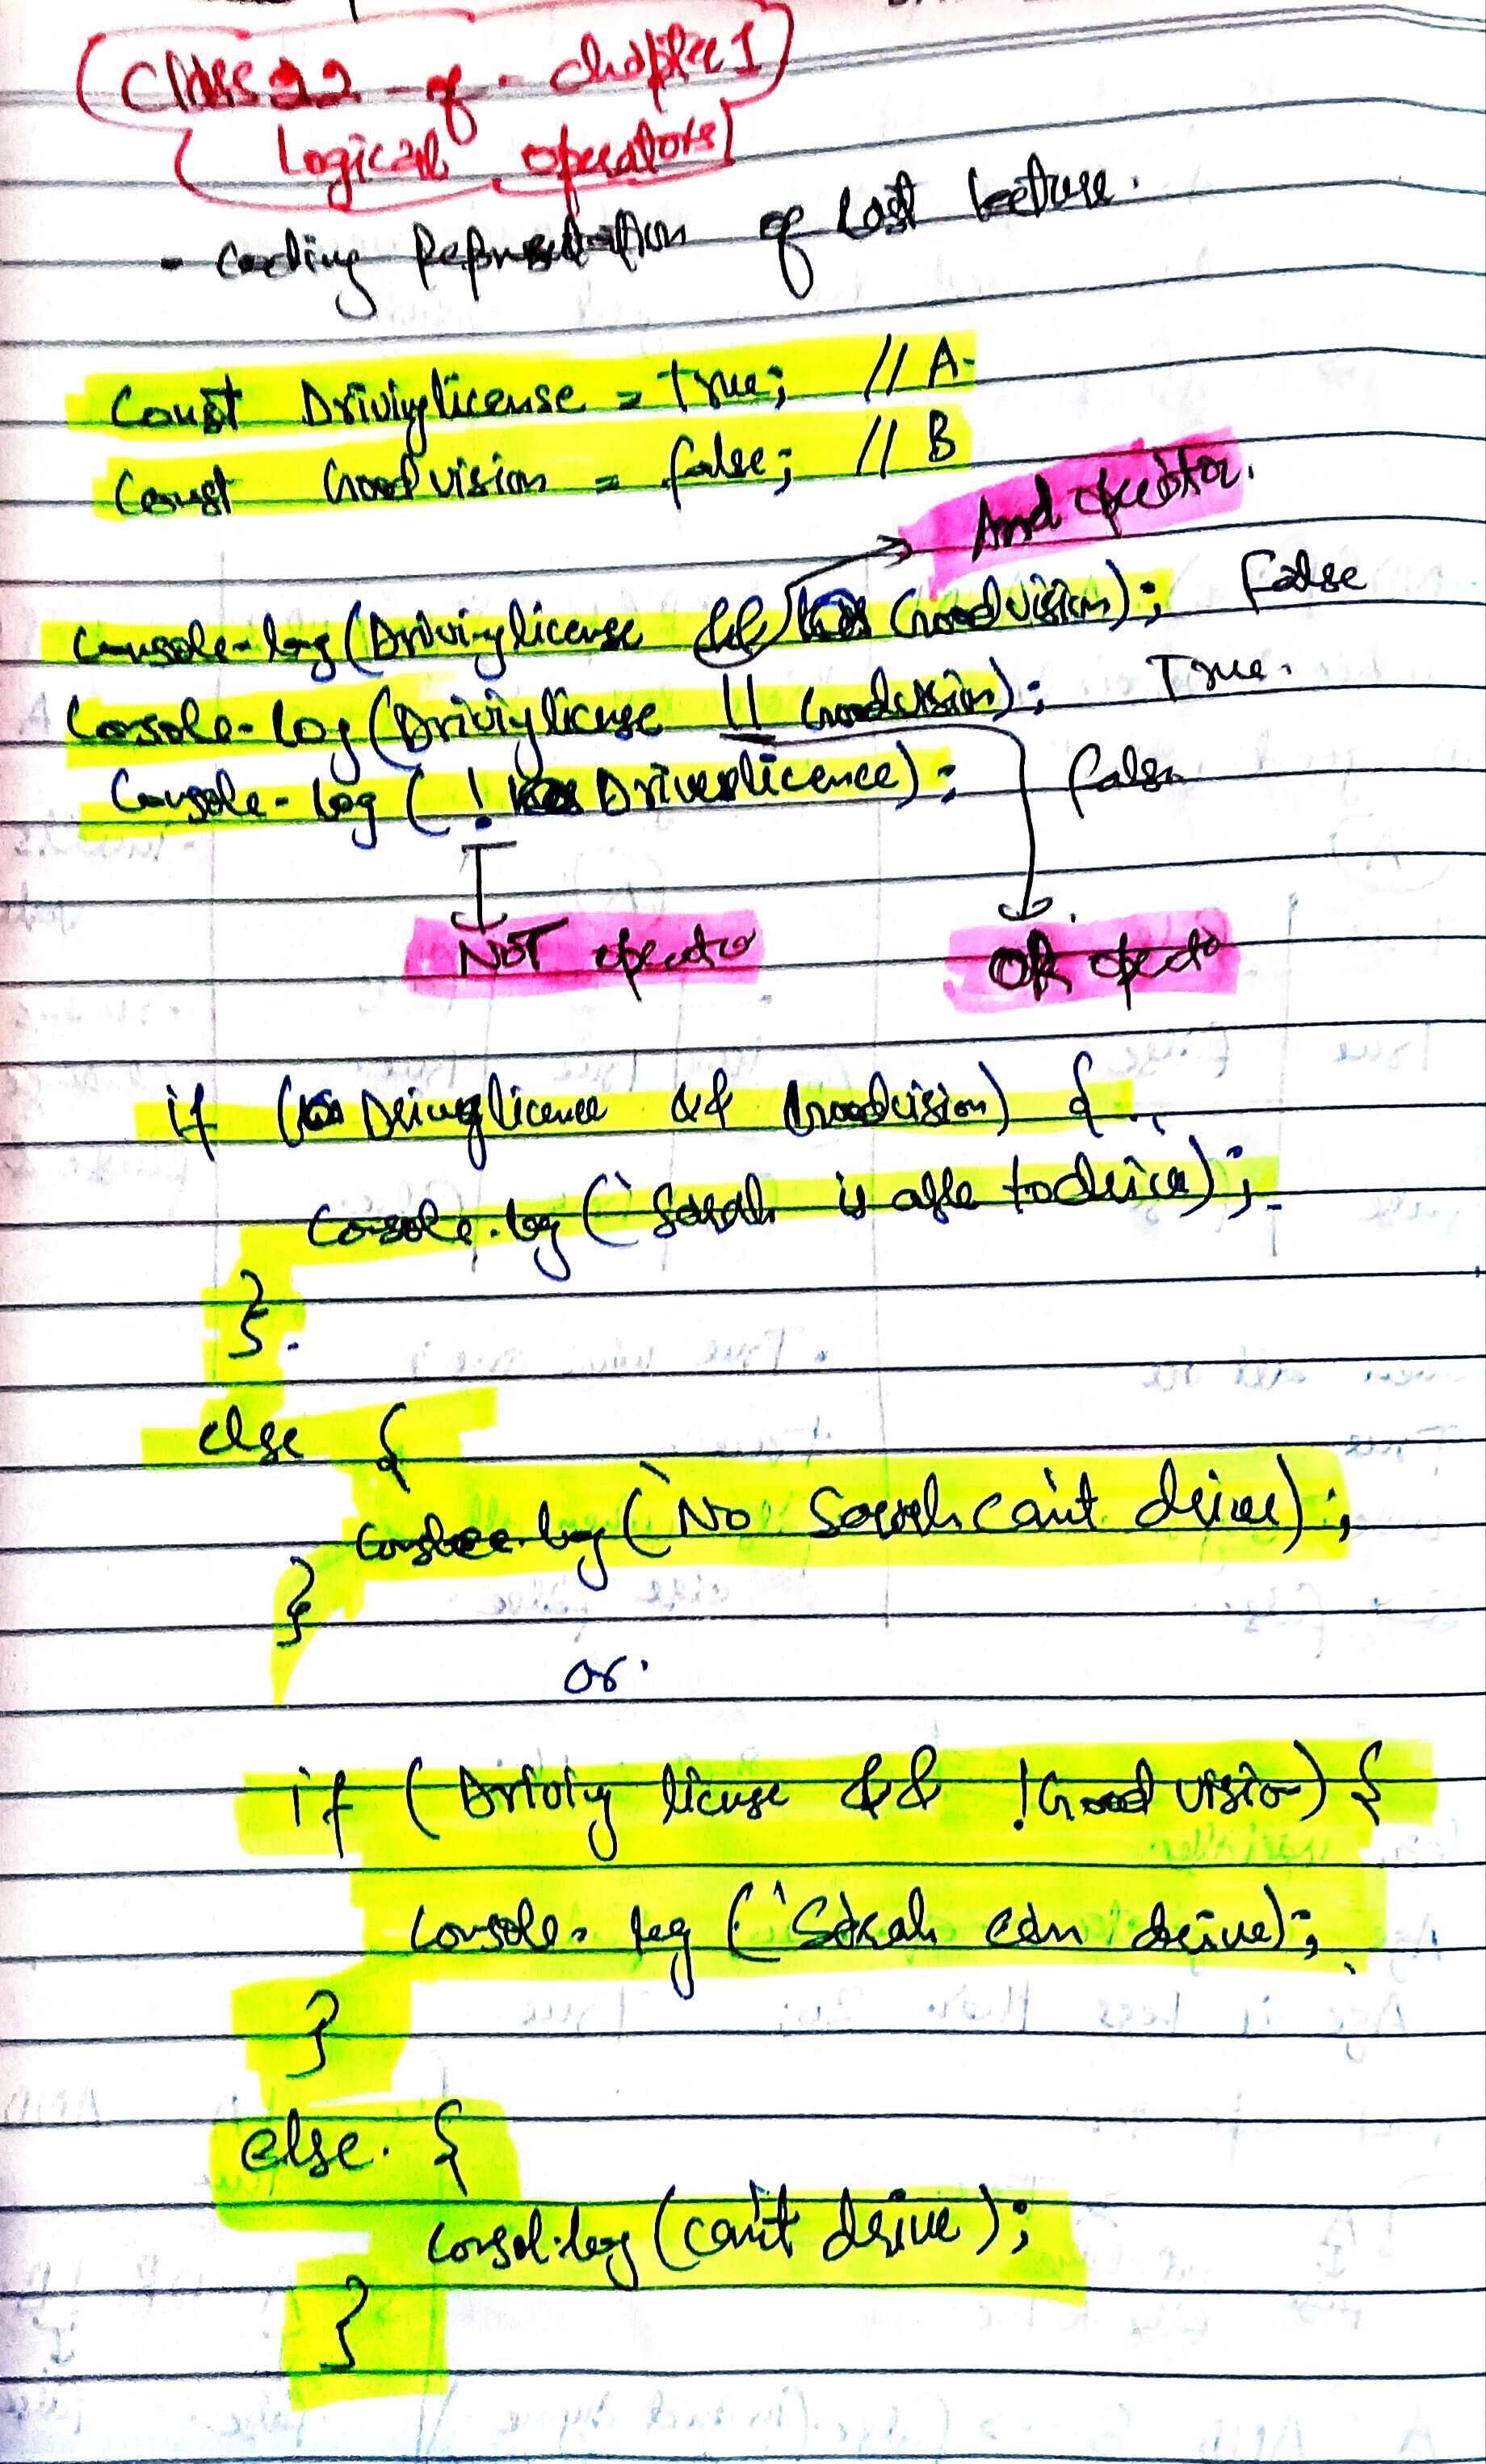 Class 22 - of - chapter 1
Logical operators
- Coding Representation of Last lecture.
Const Drivinglicense = True; // A.
Const Goodvision = false; // B
And operator.
Console.log (Drivinglicense && Goodvision); False
Console.log (Drivinglicense || Goodvision); True.
Console.log ( ! Driverslicence); false
NOT operator
OR operator
if (Drivinglicence && Goodvision) {
Console.log (` Sarah is able to drive);
}.
else {
Console.log (` No Sarah can't drive);
}
or.
if ( Driving license && !Good vision) {
Console.log (` Sarah can drive);
}
else. {
Consol.log (can't drive);
}